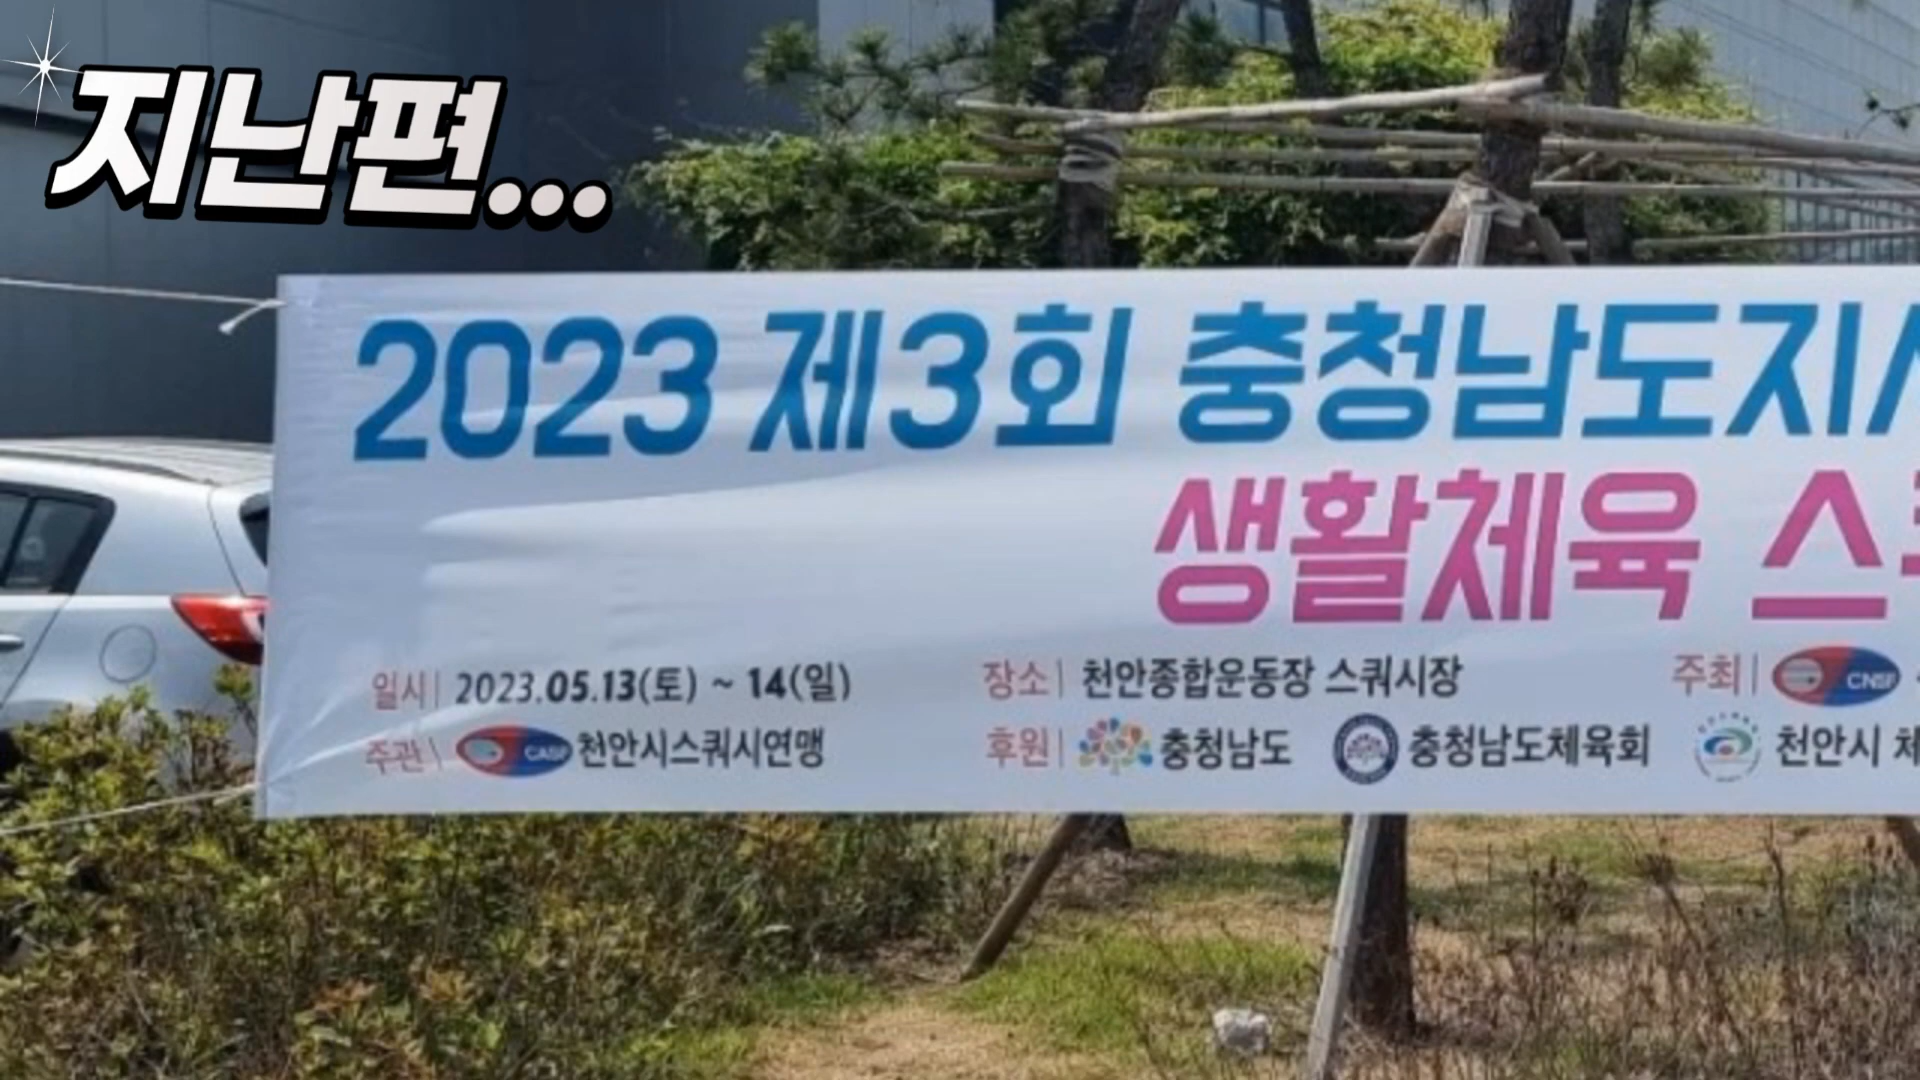 지난편...
2023 제3회 충청남도지
생활체육
일시| 2023.05.13(토) ~ 14(일) 장소| 천안종합운동장 스쿼시장 주최| CNSF
주관| CASF 천안시스쿼시연맹 후원| 충청남도 충청남도체육회 천안시 체